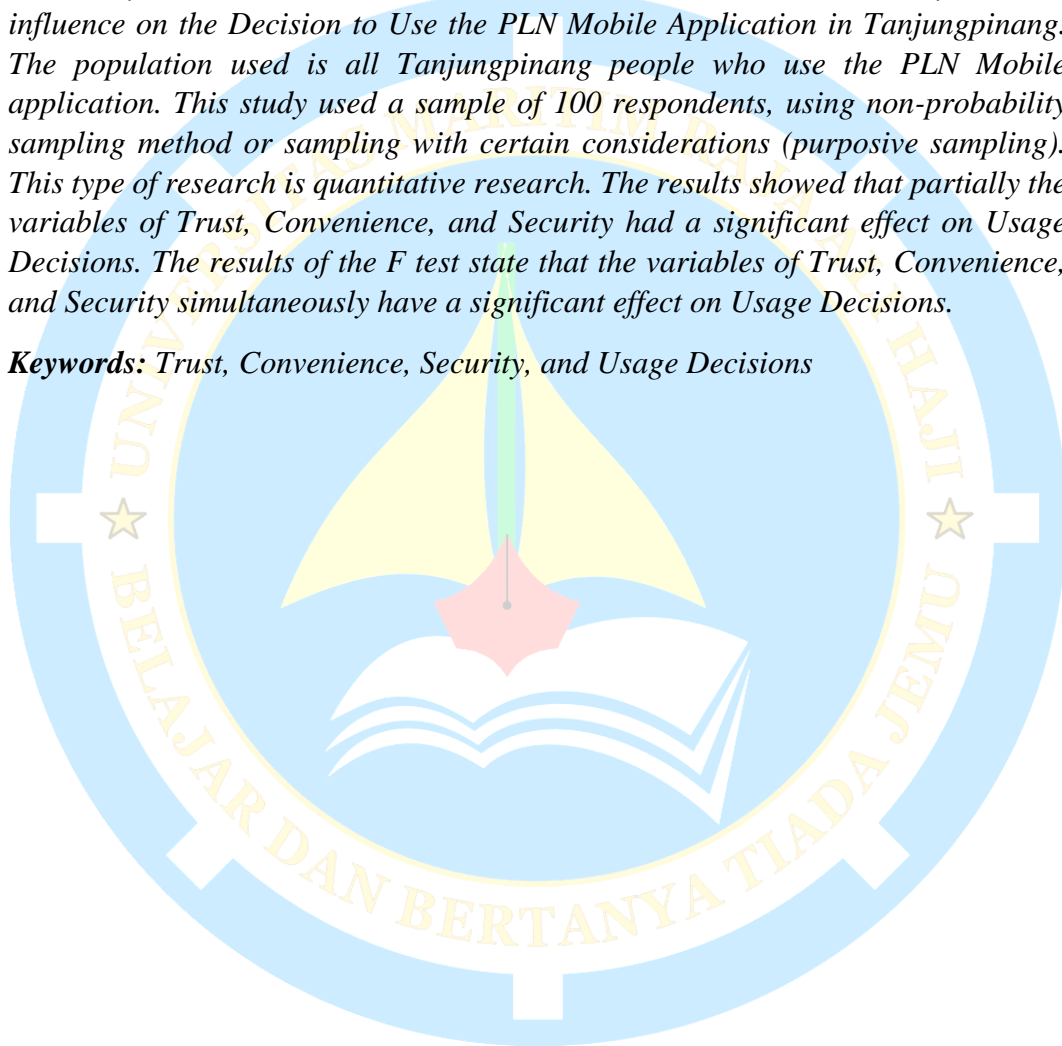 influence on the Decision to Use the PLN Mobile Application in Tanjungpinang.
The population used is all Tanjungpinang people who use the PLN Mobile
application. This study used a sample of 100 respondents, using non-probability
sampling method or sampling with certain considerations (purposive sampling).
This type of research is quantitative research. The results showed that partially the
variables of Trust, Convenience, and Security had a significant effect on Usage
Decisions. The results of the F test state that the variables of Trust, Convenience,
and Security simultaneously have a significant effect on Usage Decisions.
Keywords: Trust, Convenience, Security, and Usage Decisions
UNIVERSITAS MARITIM RAJA ALI HAJI
BELAJAR DAN BERTANYA TIADA JEMU